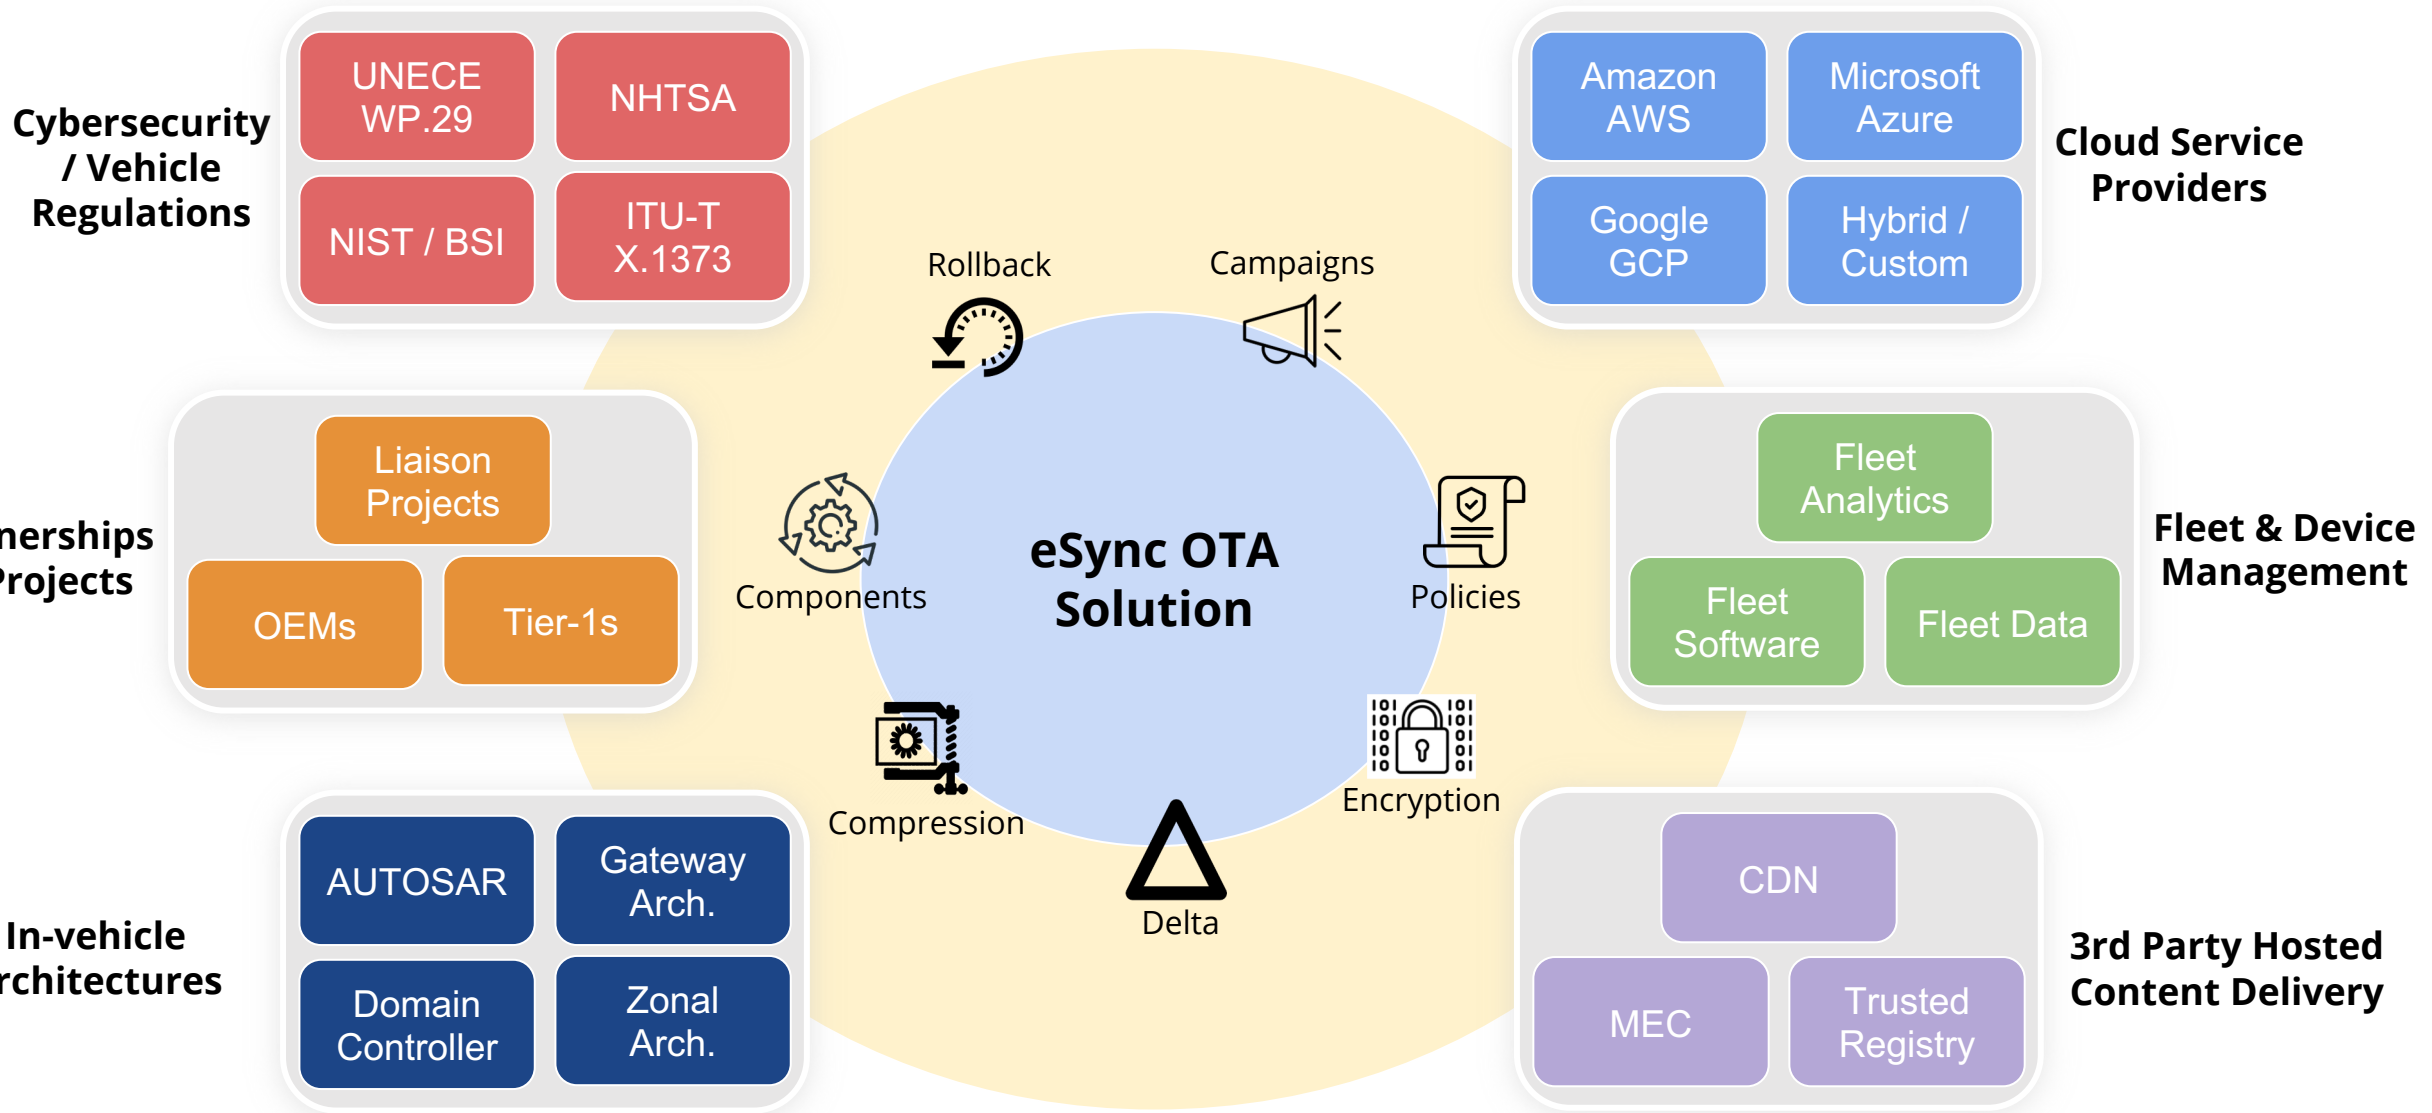 Cybersecurity
/ Vehicle
Regulations
UNECE
WP.29
NHTSA
NIST / BSI
ITU-T
X.1373
Amazon
AWS
Microsoft
Azure
Google
GCP
Hybrid /
Custom
Cloud Service
Providers
Rollback
Campaigns
nerships
Projects
Liaison
Projects
OEMs
Tier-1s
Components
eSync OTA
Solution
Policies
Fleet
Analytics
Fleet
Software
Fleet Data
Fleet & Device
Management
Compression
Encryption
Delta
In-vehicle
rchitectures
AUTOSAR
Gateway
Arch.
Domain
Controller
Zonal
Arch.
CDN
MEC
Trusted
Registry
3rd Party Hosted
Content Delivery